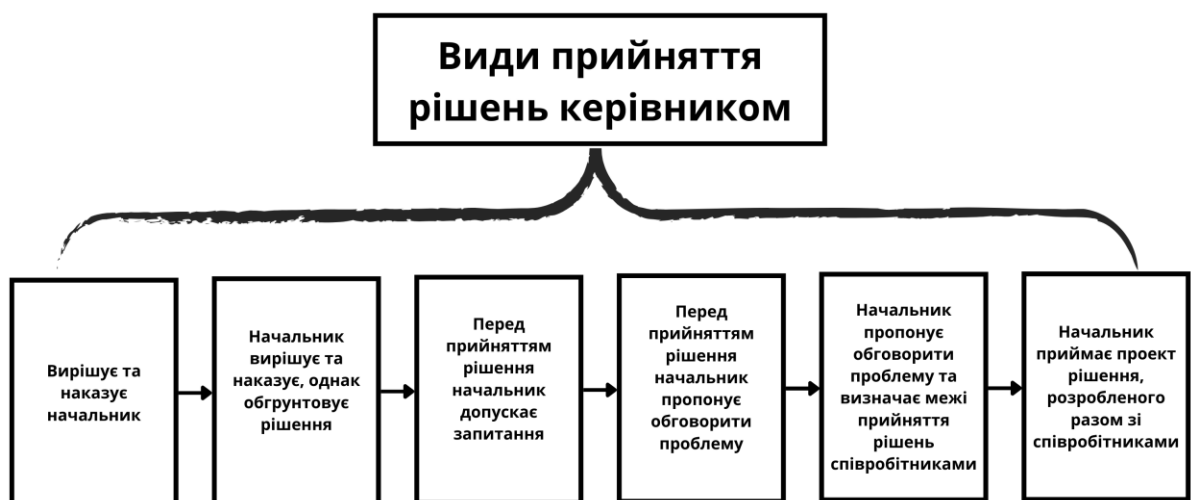 Види прийняття
рішень керівником
Вирішує та
наказує
начальник
Начальник
вирішує та
наказує, однак
обгрунтовує
рішення
Перед
прийняттям
рішення
начальник
допускає
запитання
Перед
прийняттям
рішення
начальник
пропонує
обговорити
проблему
Начальник
пропонує
обговорити
проблему та
визначає межі
прийняття
рішень
співробітниками
Начальник
приймає проект
рішення,
розробленого
разом зі
співробітниками